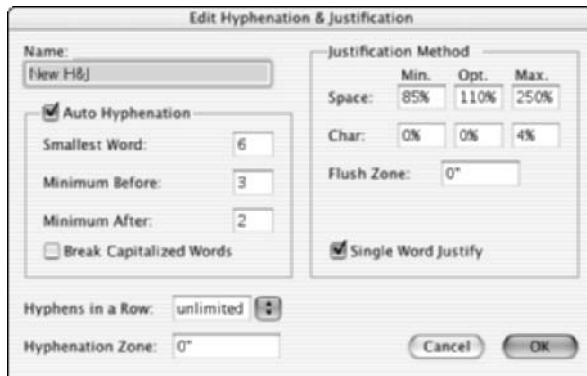 Edit Hyphenation & Justification
Name:
New H&J
Auto Hyphenation
Smallest Word: 6
Minimum Before: 3
Minimum After: 2
Break Capitalized Words
Hyphens in a Row: unlimited
Hyphenation Zone: 0"
Justification Method
Min. Opt. Max.
Space: 85% 110% 250%
Char: 0% 0% 4%
Flush Zone: 0"
Single Word Justify
Cancel OK